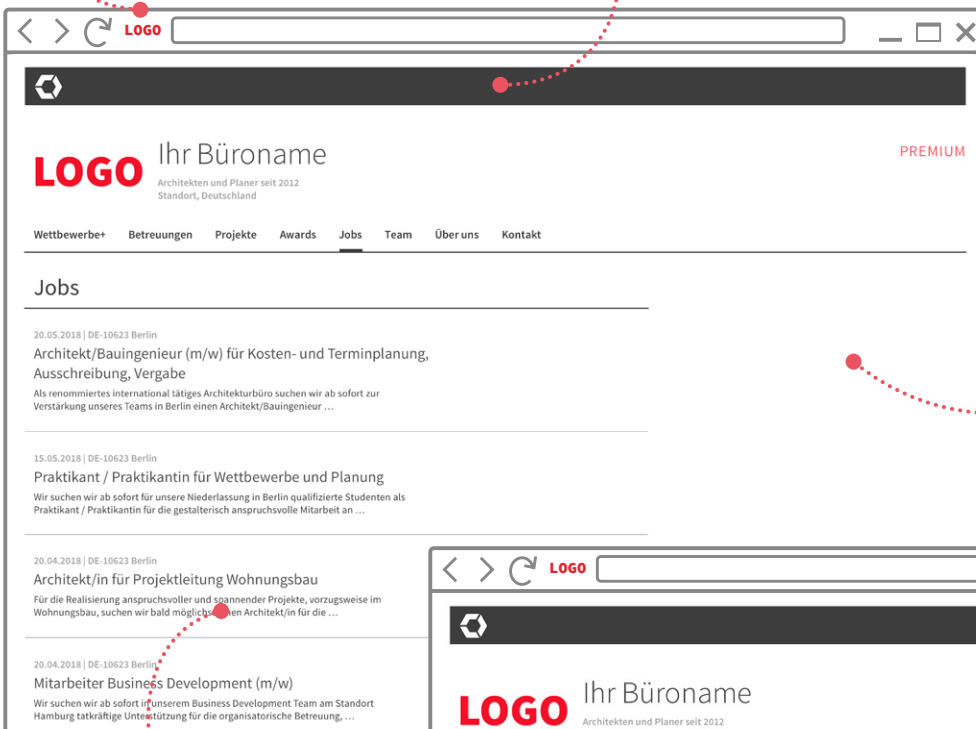 LOGO
LOGO
Ihr Büroname
Architekten und Planer seit 2012
Standort, Deutschland
PREMIUM
Wettbewerbe+ Betreuungen Projekte Awards Jobs Team Über uns Kontakt
Jobs
20.05.2018 | DE-10623 Berlin
Architekt/Bauingenieur (m/w) für Kosten- und Terminplanung,
Ausschreibung, Vergabe
Als renommiertes international tätiges Architekturbüro suchen wir ab sofort zur
Verstärkung unseres Teams in Berlin einen Architekt/Bauingenieur ...
15.05.2018 | DE-10623 Berlin
Praktikant / Praktikantin für Wettbewerbe und Planung
Wir suchen wir ab sofort für unsere Niederlassung in Berlin qualifizierte Studenten als
Praktikant / Praktikantin für die gestalterisch anspruchsvolle Mitarbeit an ...
20.04.2018 | DE-10623 Berlin
Architekt/in für Projektleitung Wohnungsbau
Für die Realisierung anspruchsvoller und spannender Projekte, vorzugsweise im
Wohnungsbau, suchen wir bald Architekt/in für die ...
20.04.2018 | DE-10623 Berlin
Mitarbeiter Business Development (m/w)
Wir suchen wir ab sofort in unserem Business Development Team am Standort
Hamburg tatkräftige Unterstützung für die organisatorische Betreuung, ...
LOGO
LOGO
Ihr Büroname
Architekten und Planer seit 2012